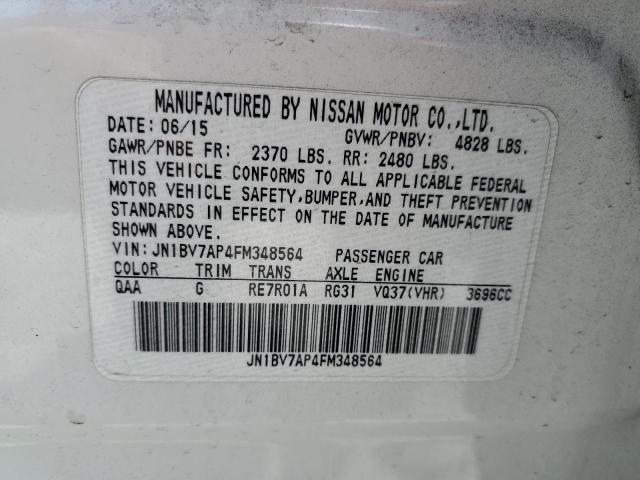 MANUFACTURED BY NISSAN MOTOR CO.,LTD.
DATE: 06/15 GVWR/PNBV: 4828 LBS.
GAWR/PNBE FR: 2370 LBS. RR: 2480 LBS.
THIS VEHICLE CONFORMS TO ALL APPLICABLE FEDERAL
MOTOR VEHICLE SAFETY,BUMPER,AND THEFT PREVENTION
STANDARDS IN EFFECT ON THE DATE OF MANUFACTURE
SHOWN ABOVE.
VIN:JN1BV7AP4FM348564 PASSENGER CAR
COLOR TRIM TRANS AXLE ENGINE
QAA G RE7R01A RG31 VQ37(VHR) 3696CC
JN1BV7AP4FM348564